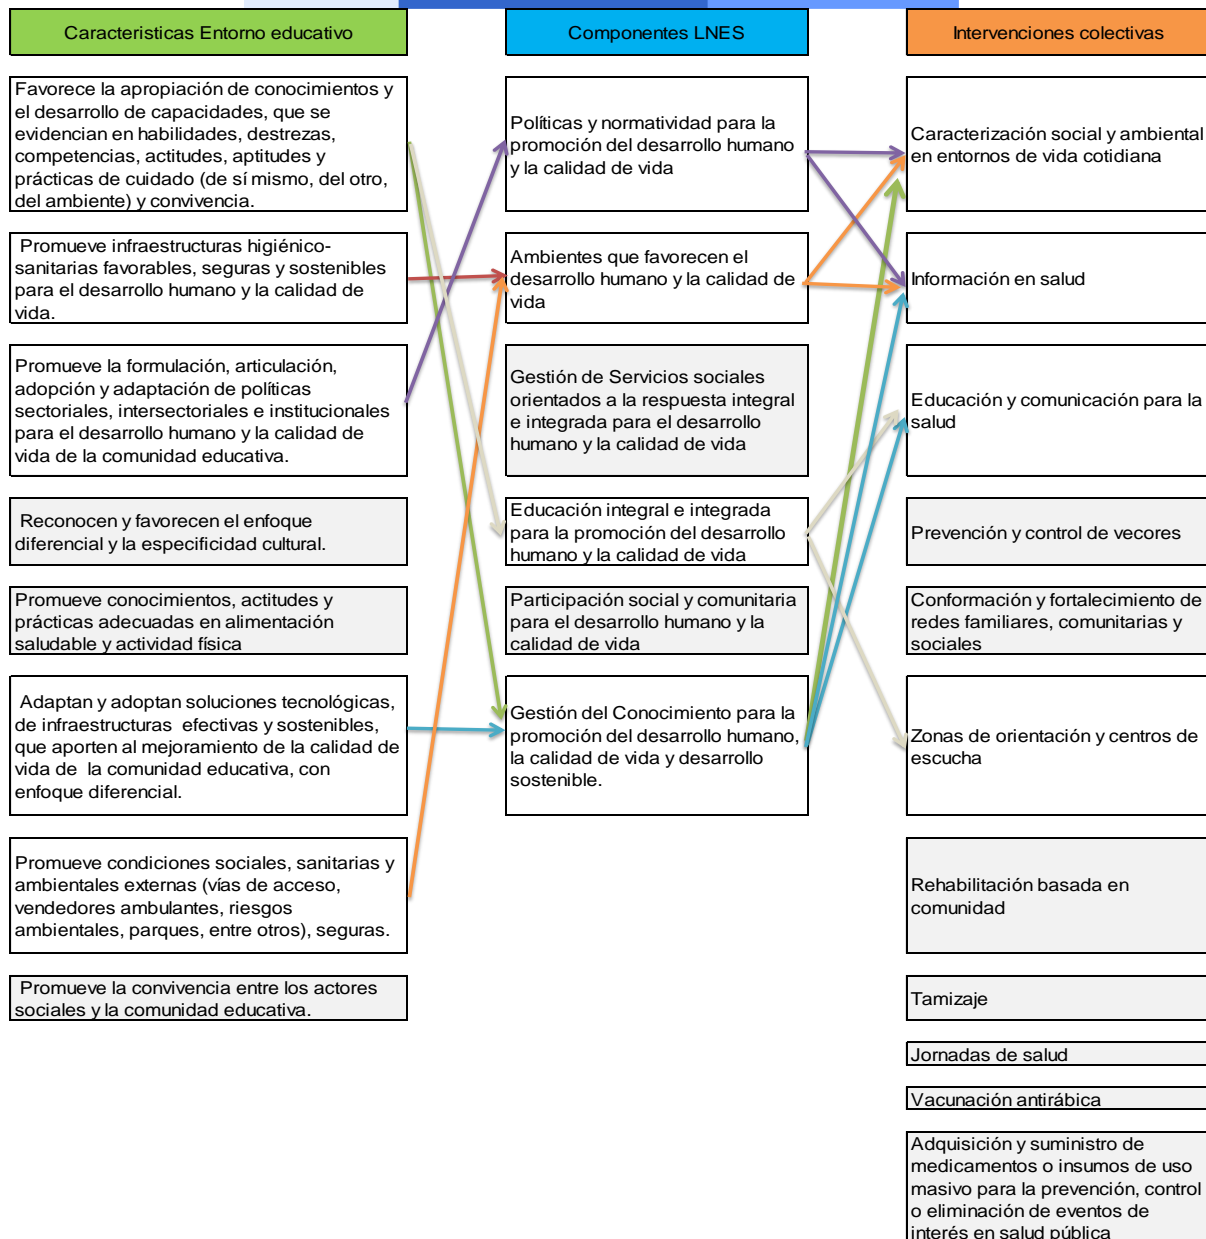 Caracteristicas Entorno educativo
Favorece la apropiación de conocimientos y
el desarrollo de capacidades, que se
evidencian en habilidades, destrezas,
competencias, actitudes, aptitudes y
prácticas de cuidado (de sí mismo, del otro,
del ambiente) y convivencia.
Promueve infraestructuras higiénico-
sanitarias favorables, seguras y sostenibles
para el desarrollo humano y la calidad de
vida.
Promueve la formulación, articulación,
adopción y adaptación de políticas
sectoriales, intersectoriales e institucionales
para el desarrollo humano y la calidad de
vida de la comunidad educativa.
Reconocen y favorecen el enfoque
diferencial y la especificidad cultural.
Promueve conocimientos, actitudes y
prácticas adecuadas en alimentación
saludable y actividad física
Adaptan y adoptan soluciones tecnológicas,
de infraestructuras efectivas y sostenibles,
que aporten al mejoramiento de la calidad de
vida de la comunidad educativa, con
enfoque diferencial.
Promueve condiciones sociales, sanitarias y
ambientales externas (vías de acceso,
vendedores ambulantes, riesgos
ambientales, parques, entre otros), seguras.
Promueve la convivencia entre los actores
sociales y la comunidad educativa.
Componentes LNES
Políticas y normatividad para la
promoción del desarrollo humano
y la calidad de vida
Ambientes que favorecen el
desarrollo humano y la calidad de
vida
Gestión de Servicios sociales
orientados a la respuesta integral
e integrada para el desarrollo
humano y la calidad de vida
Educación integral e integrada
para la promoción del desarrollo
humano y la calidad de vida
Participación social y comunitaria
para el desarrollo humano y la
calidad de vida
Gestión del Conocimiento para la
promoción del desarrollo humano,
la calidad de vida y desarrollo
sostenible.
Intervenciones colectivas
Caracterización social y ambiental
en entornos de vida cotidiana
Información en salud
Educación y comunicación para la
salud
Prevención y control de vecores
Conformación y fortalecimiento de
redes familiares, comunitarias y
sociales
Zonas de orientación y centros de
escucha
Rehabilitación basada en
comunidad
Tamizaje
Jornadas de salud
Vacunación antirábica
Adquisición y suministro de
medicamentos o insumos de uso
masivo para la prevención, control
o eliminación de eventos de
interés en salud pública